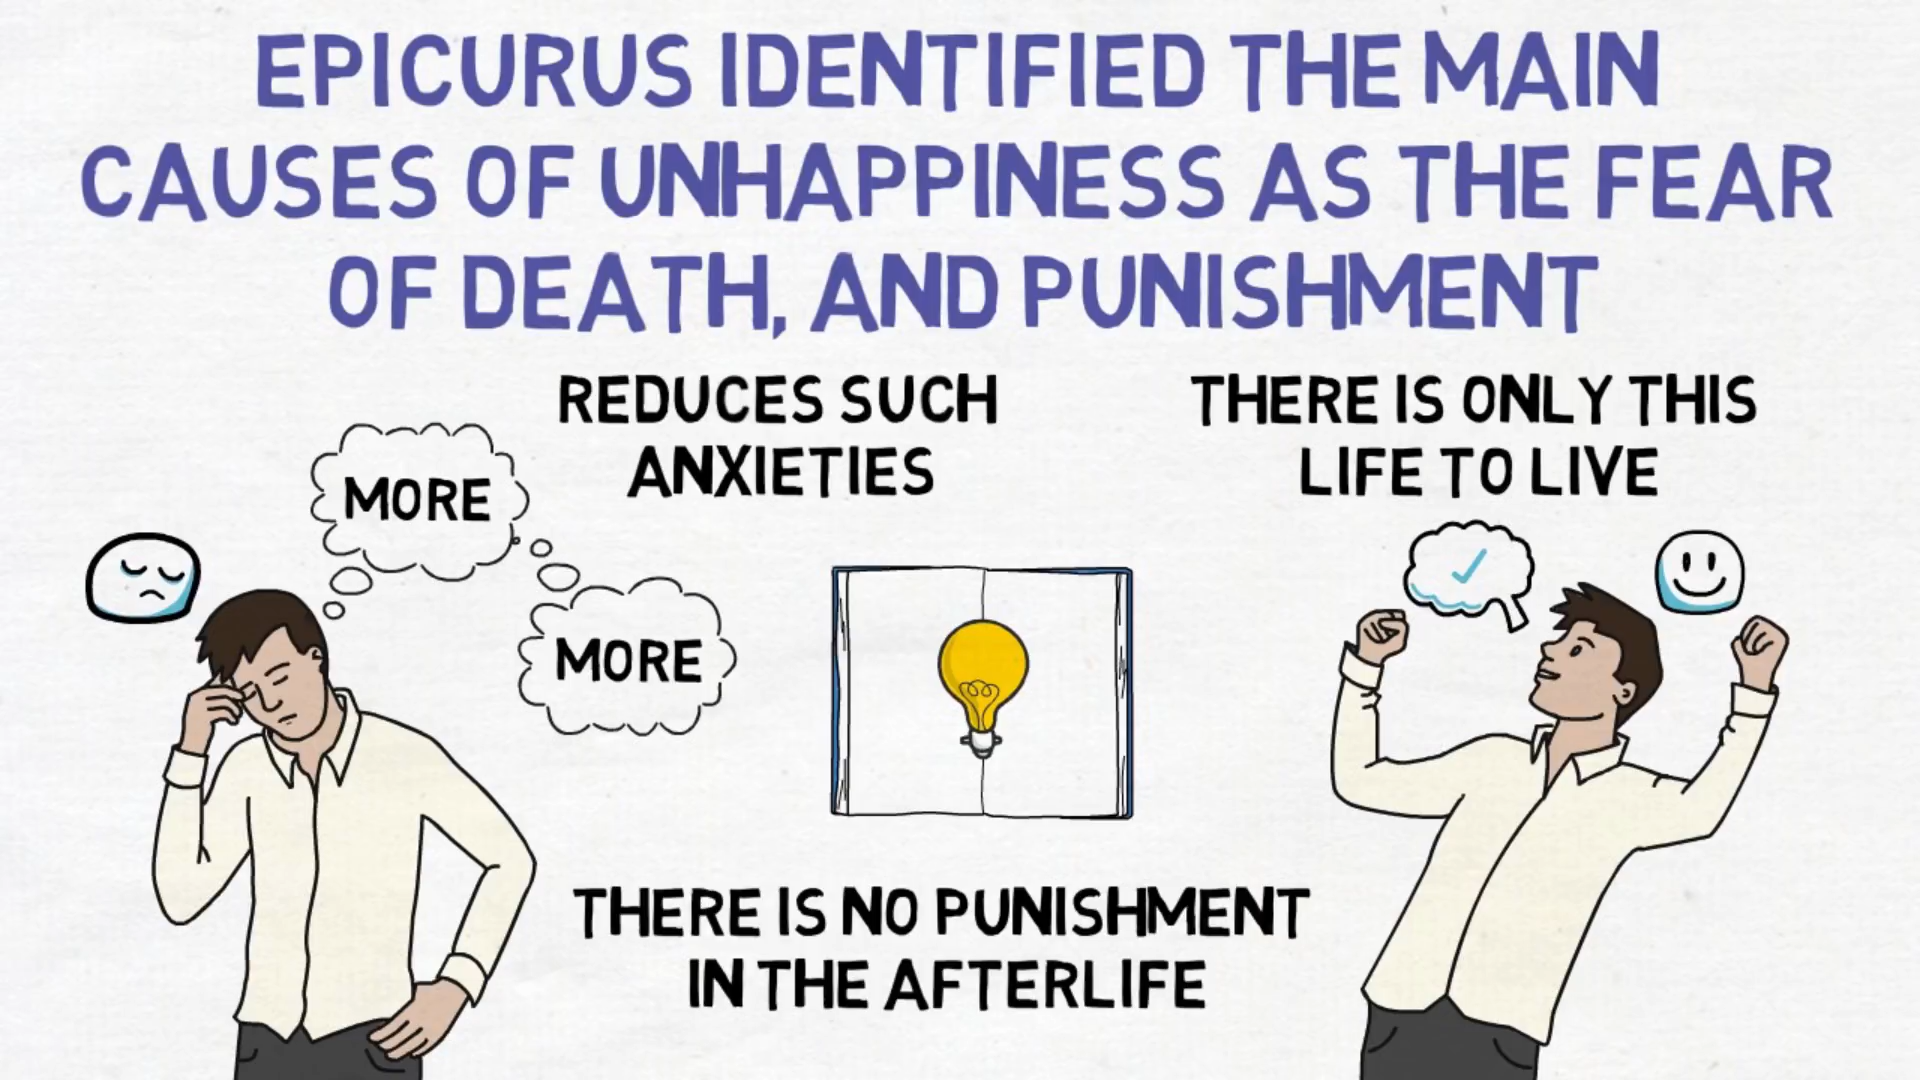 EPICURUS IDENTIFIED THE MAIN
CAUSES OF UNHAPPINESS AS THE FEAR
OF DEATH, AND PUNISHMENT
REDUCES SUCH
ANXIETIES
THERE IS ONLY THIS
LIFE TO LIVE
MORE
MORE
THERE IS NO PUNISHMENT
IN THE AFTERLIFE